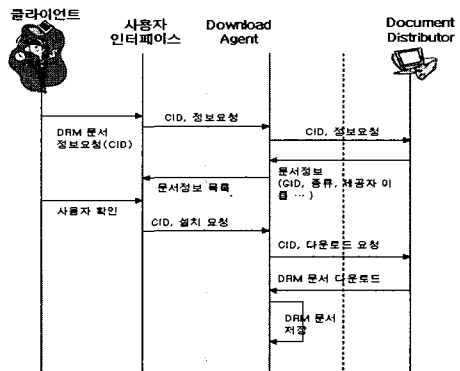 클라이언트
사용자
인터페이스
Download
Agent
Document
Distributor
CID, 정보요청
DRM 문서
정보요청(CID)
CID, 정보요청
문서정보
(CID, 종류, 제공자 이
름 … )
문서정보 목록
사용자 확인
CID, 설치 요청
CID, 다운로드 요청
DRM 문서 다운로드
DRM 문서
저장